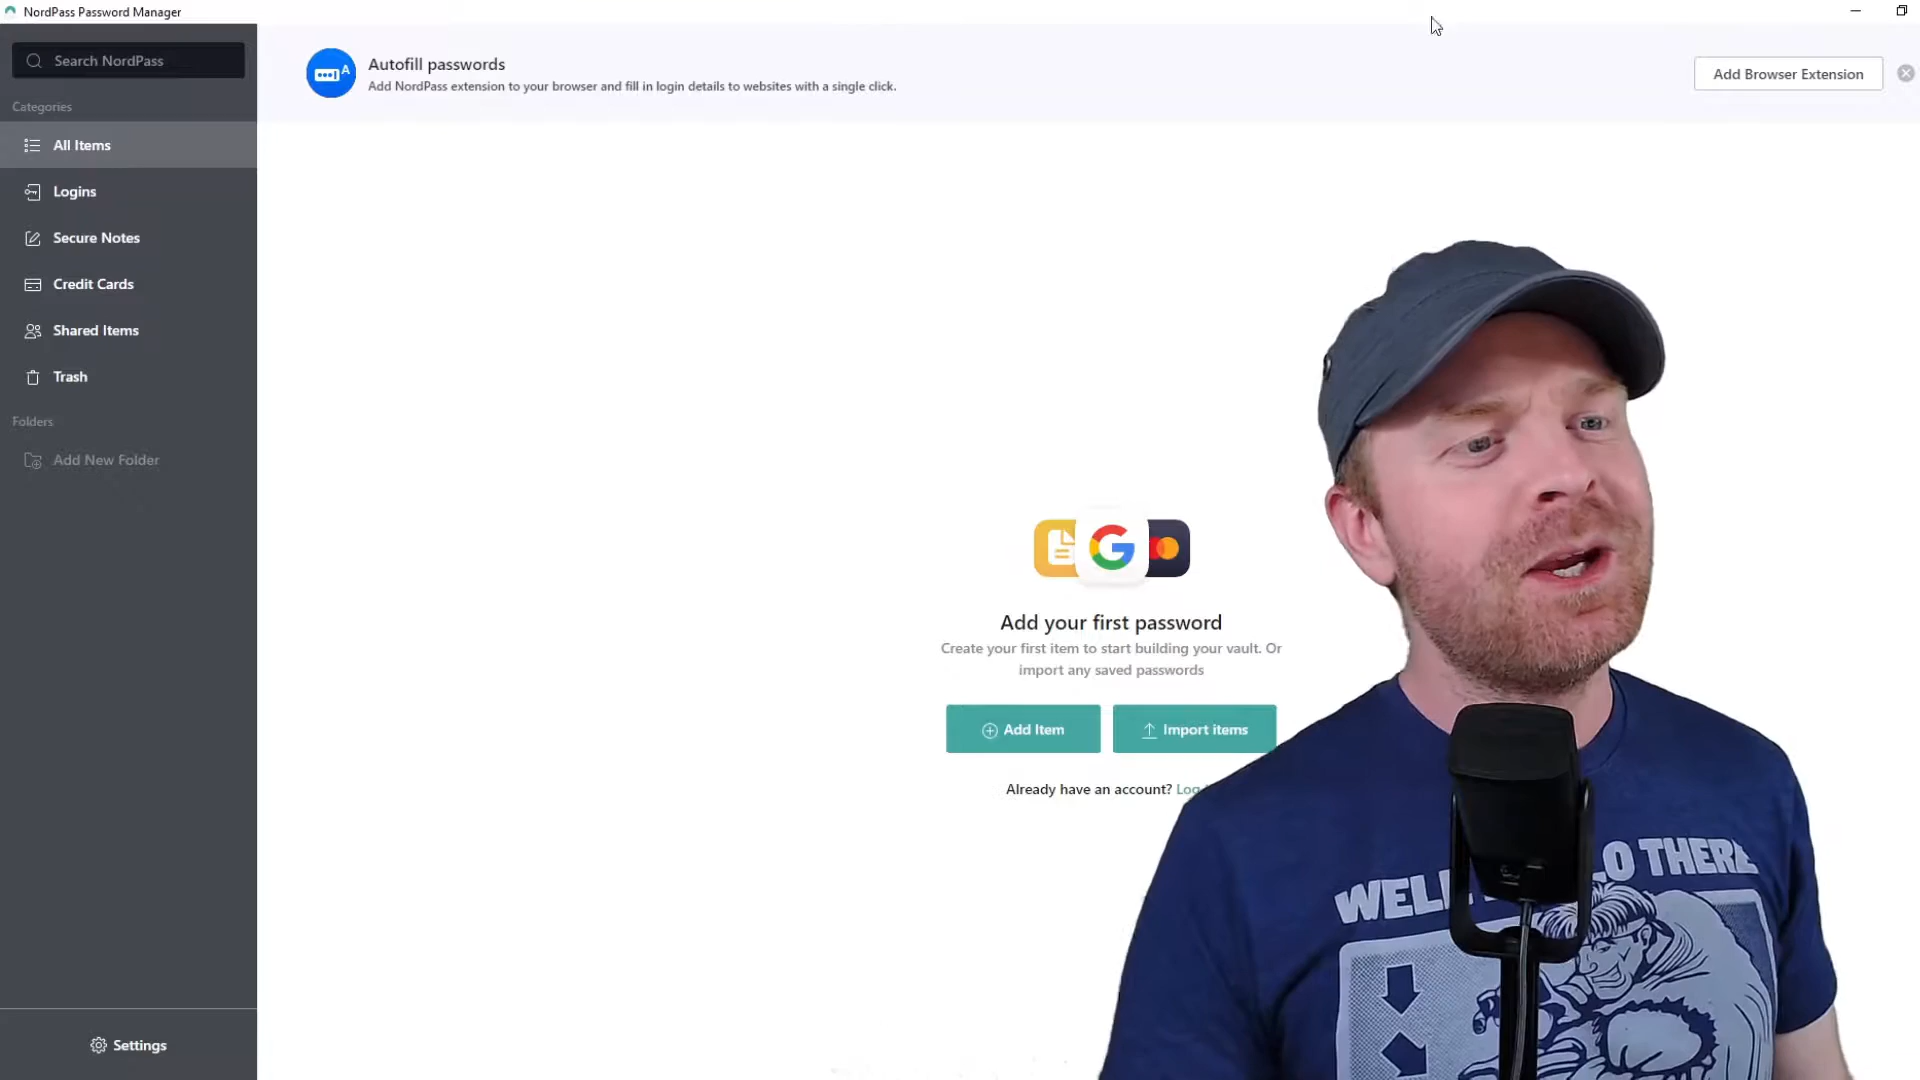 NordPass Password Manager
Search NordPass
Categories
All Items
Logins
Secure Notes
Credit Cards
Shared Items
Trash
Folders
Add New Folder
Settings
Autofill passwords
Add NordPass extension to your browser and fill in login details to websites with a single click.
Add Browser Extension
Add your first password
Create your first item to start building your vault. Or
import any saved passwords
Add Item
Import items
Already have an account? Log
WELL
LO THERE